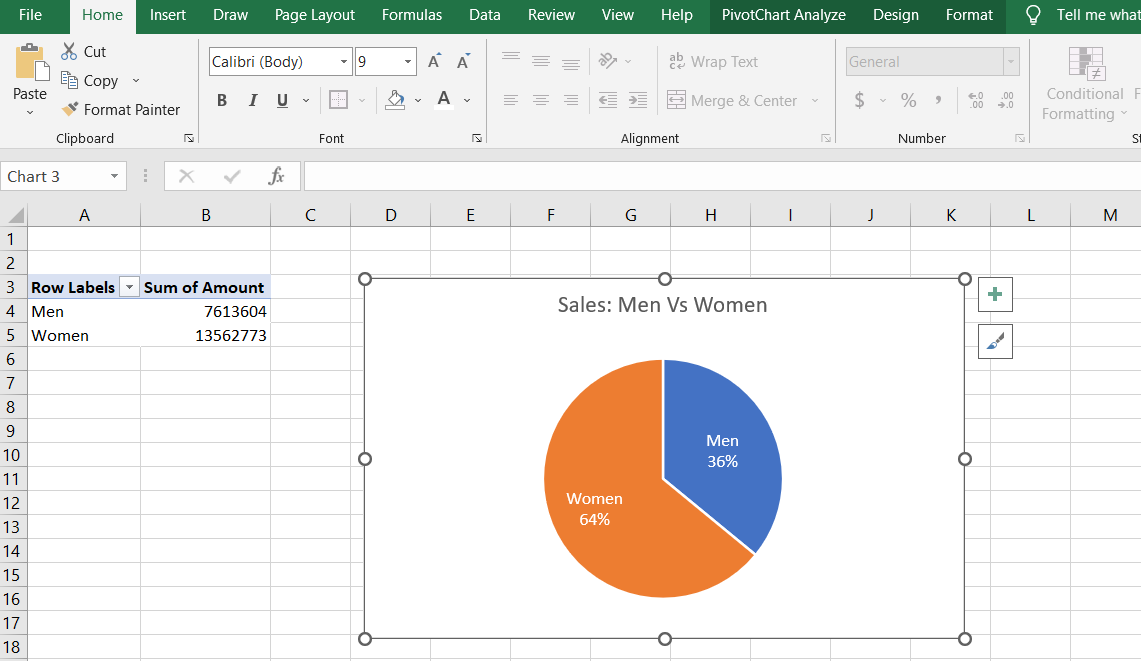 File Home Insert Draw Page Layout Formulas Data Review View Help PivotChart Analyze Design Format Tell me what
Paste
Cut
Copy
Format Painter
Clipboard
Calibri (Body) 9 A A
B I U A
Font
ab Wrap Text
Merge & Center
Alignment
General
$ % 9
Number
Conditional
Formatting
Chart 3 fx
A B C D E F G H I J K L M
1
2
3 Row Labels Sum of Amount
4 Men 7613604
5 Women 13562773
6
7
8
9
10
11
12
13
14
15
16
17
18
Sales: Men Vs Women
Men
36%
Women
64%